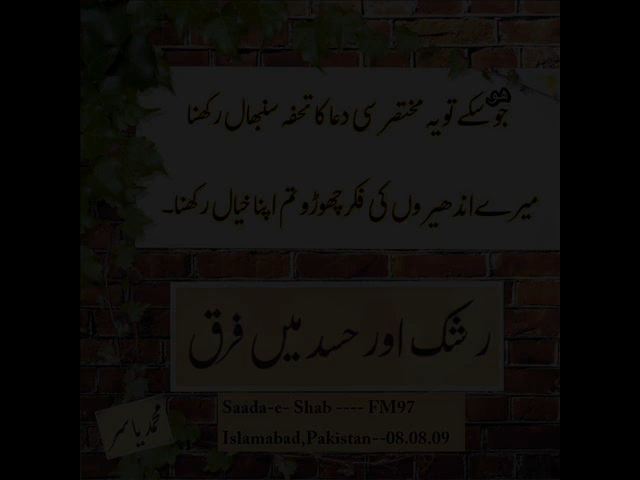 جو ہو سکے تو یہ مختصر سی دعا کا تحفہ سنبھال رکھنا
میرے اندھیروں کی فکر چھوڑو تم اپنا خیال رکھنا۔
رشک اور حسد میں فرق
Saada-e- Shab ---- FM97
Islamabad,Pakistan--08.08.09
محمد یاسر